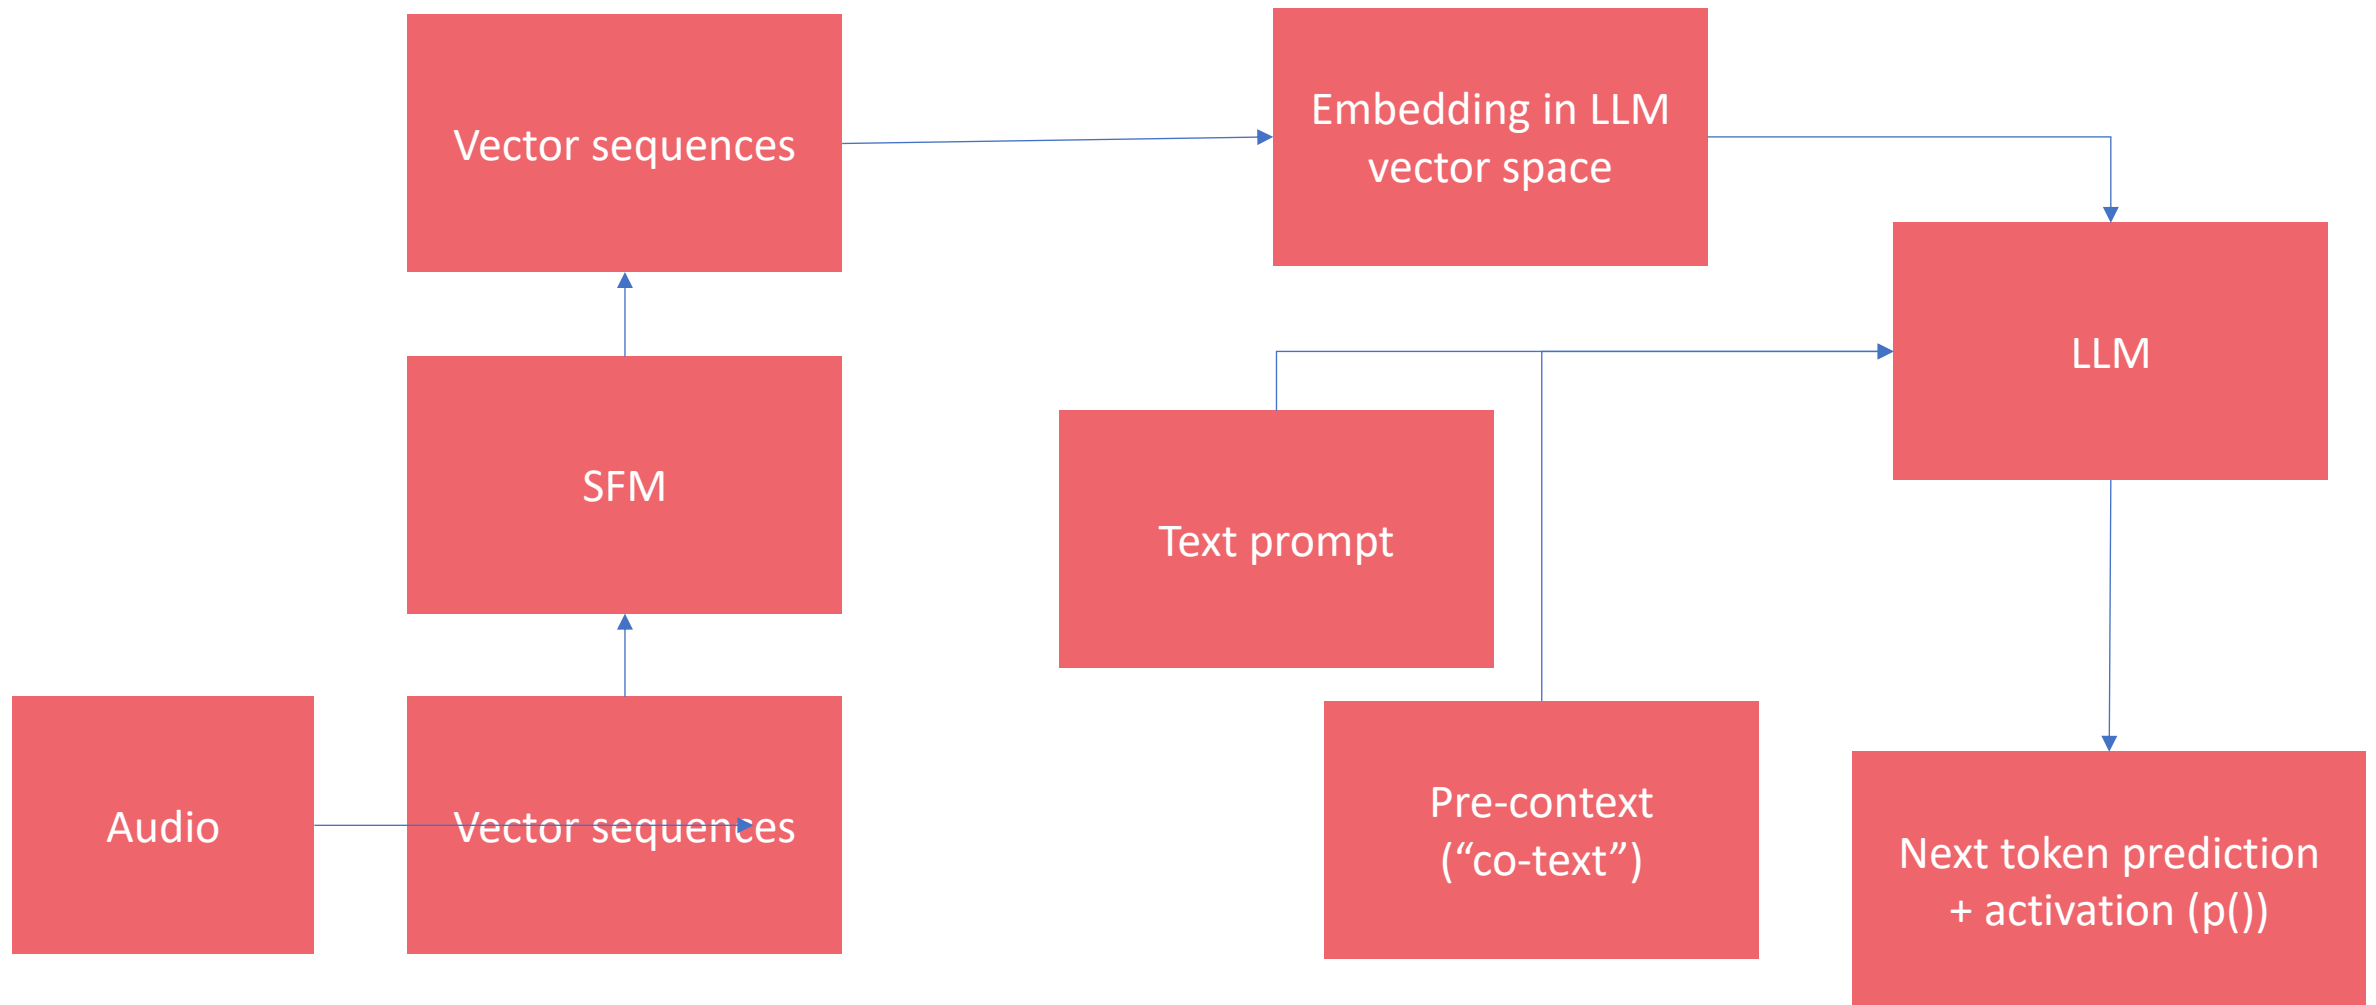 Vector sequences
Embedding in LLM
vector space
LLM
SFM
Text prompt
Audio
Vector sequences
Pre-context
(“co-text”)
Next token prediction
+ activation (p())